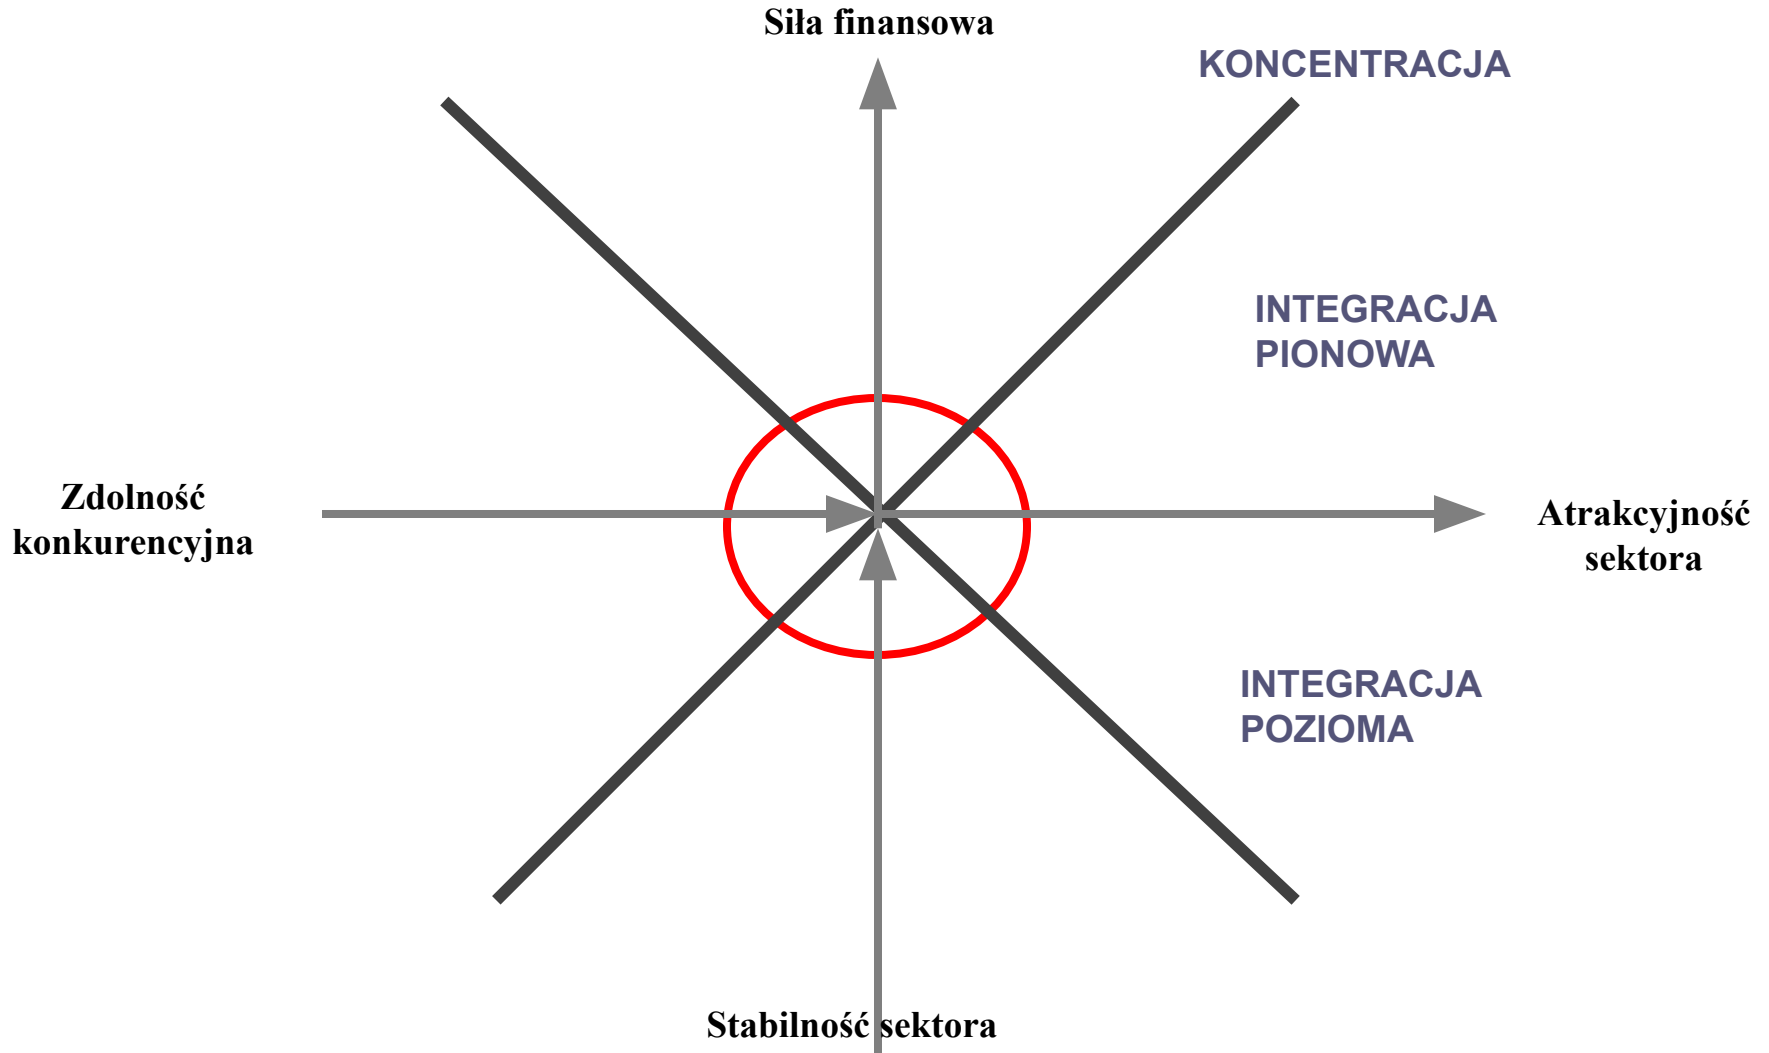 Siła finansowa
KONCENTRACJA
INTEGRACJA
PIONOWA
Zdolność
konkurencyjna
Atrakcyjność
sektora
INTEGRACJA
POZIOMA
Stabilność sektora